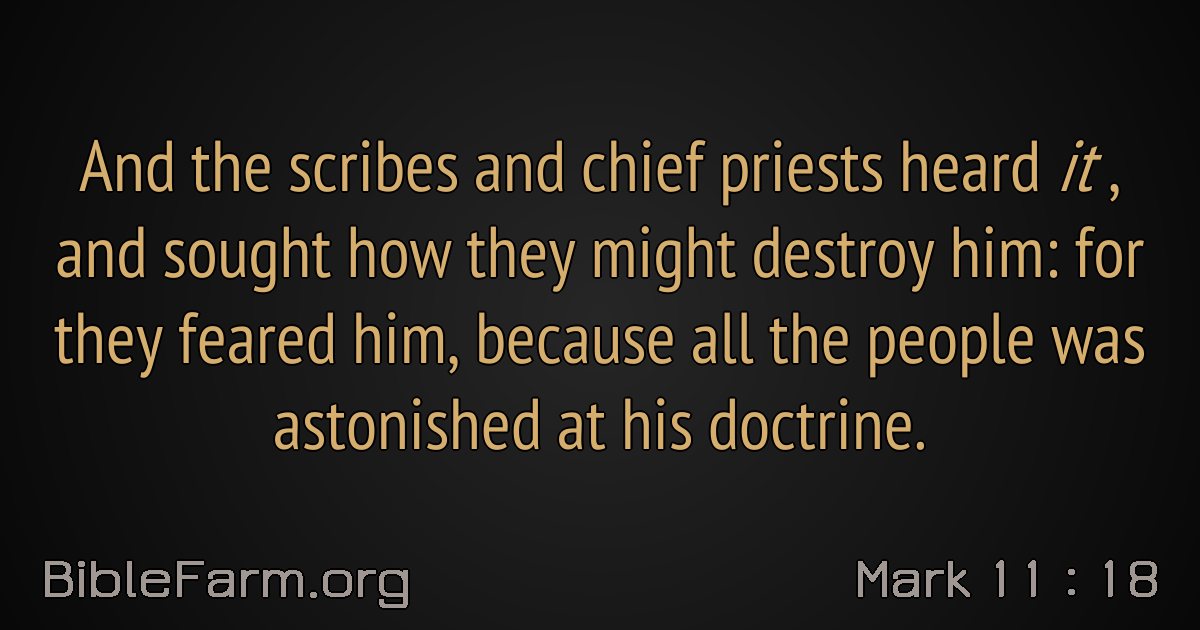 And the scribes and chief priests heard it ,
and sought how they might destroy him: for
they feared him, because all the people was
astonished at his doctrine.
BibleFarm.org
Mark 11 : 18